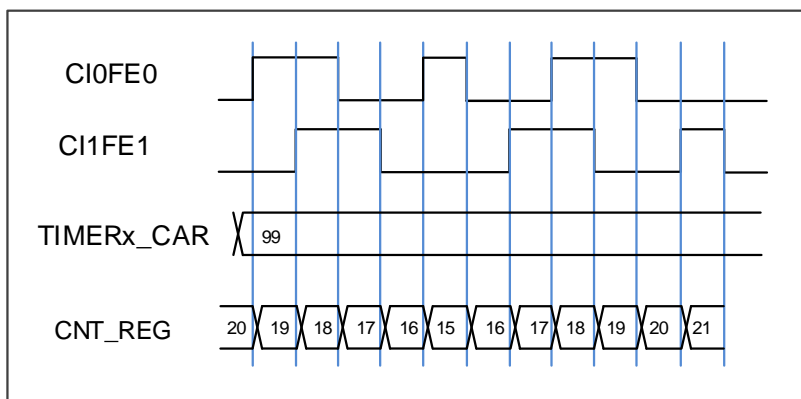 CI0FE0
CI1FE1
TIMERx_CAR 99
CNT_REG 20 19 18 17 16 15 16 17 18 19 20 21